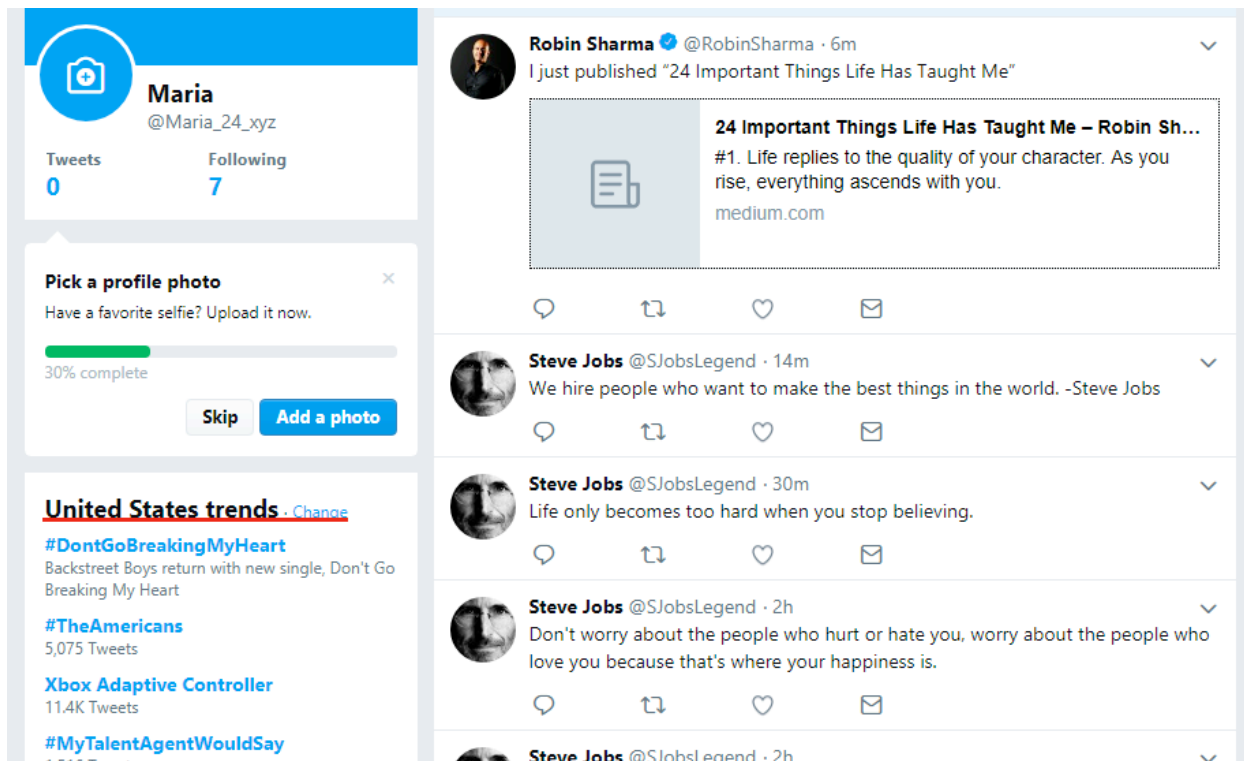 Maria
@Maria_24_xyz
Tweets
Following
0
7
Pick a profile photo
Have a favorite selfie? Upload it now.
30% complete
Skip
Add a photo
United States trends · Change
#DontGoBreakingMyHeart
Backstreet Boys return with new single, Don't Go
Breaking My Heart
#TheAmericans
5,075 Tweets
Xbox Adaptive Controller
11.4K Tweets
#MyTalentAgentWouldSay
Robin Sharma @RobinSharma · 6m
I just published “24 Important Things Life Has Taught Me”
24 Important Things Life Has Taught Me – Robin Sh...
#1. Life replies to the quality of your character. As you
rise, everything ascends with you.
medium.com
Steve Jobs @SJobsLegend · 14m
We hire people who want to make the best things in the world. -Steve Jobs
Steve Jobs @SJobsLegend · 30m
Life only becomes too hard when you stop believing.
Steve Jobs @SJobsLegend · 2h
Don't worry about the people who hurt or hate you, worry about the people who
love you because that's where your happiness is.
Steve Jobs @SJobsLegend · 2h